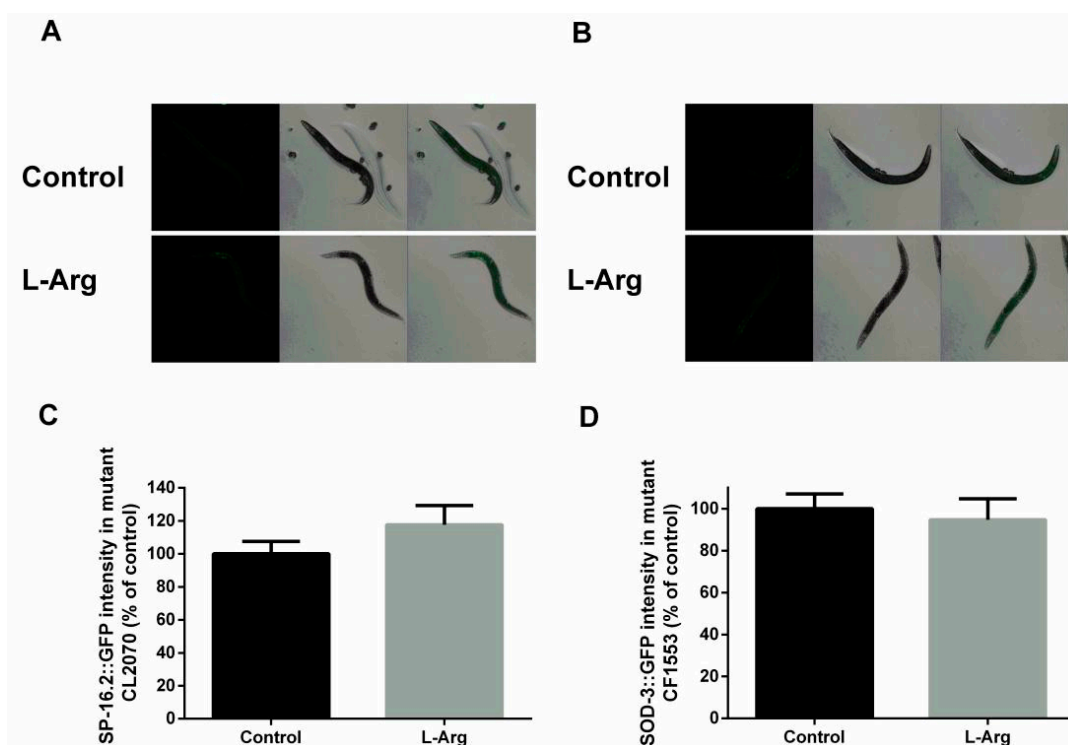 A
B
Control
Control
L-Arg
L-Arg
C
D
SP-16.2::GFP intensity in mutant
CL2070 (% of control)
140
120
100
80
60
40
20
0
Control
L-Arg
SOD-3::GFP intensity in mutant
CF1553 (% of control)
100
80
60
40
20
0
Control
L-Arg